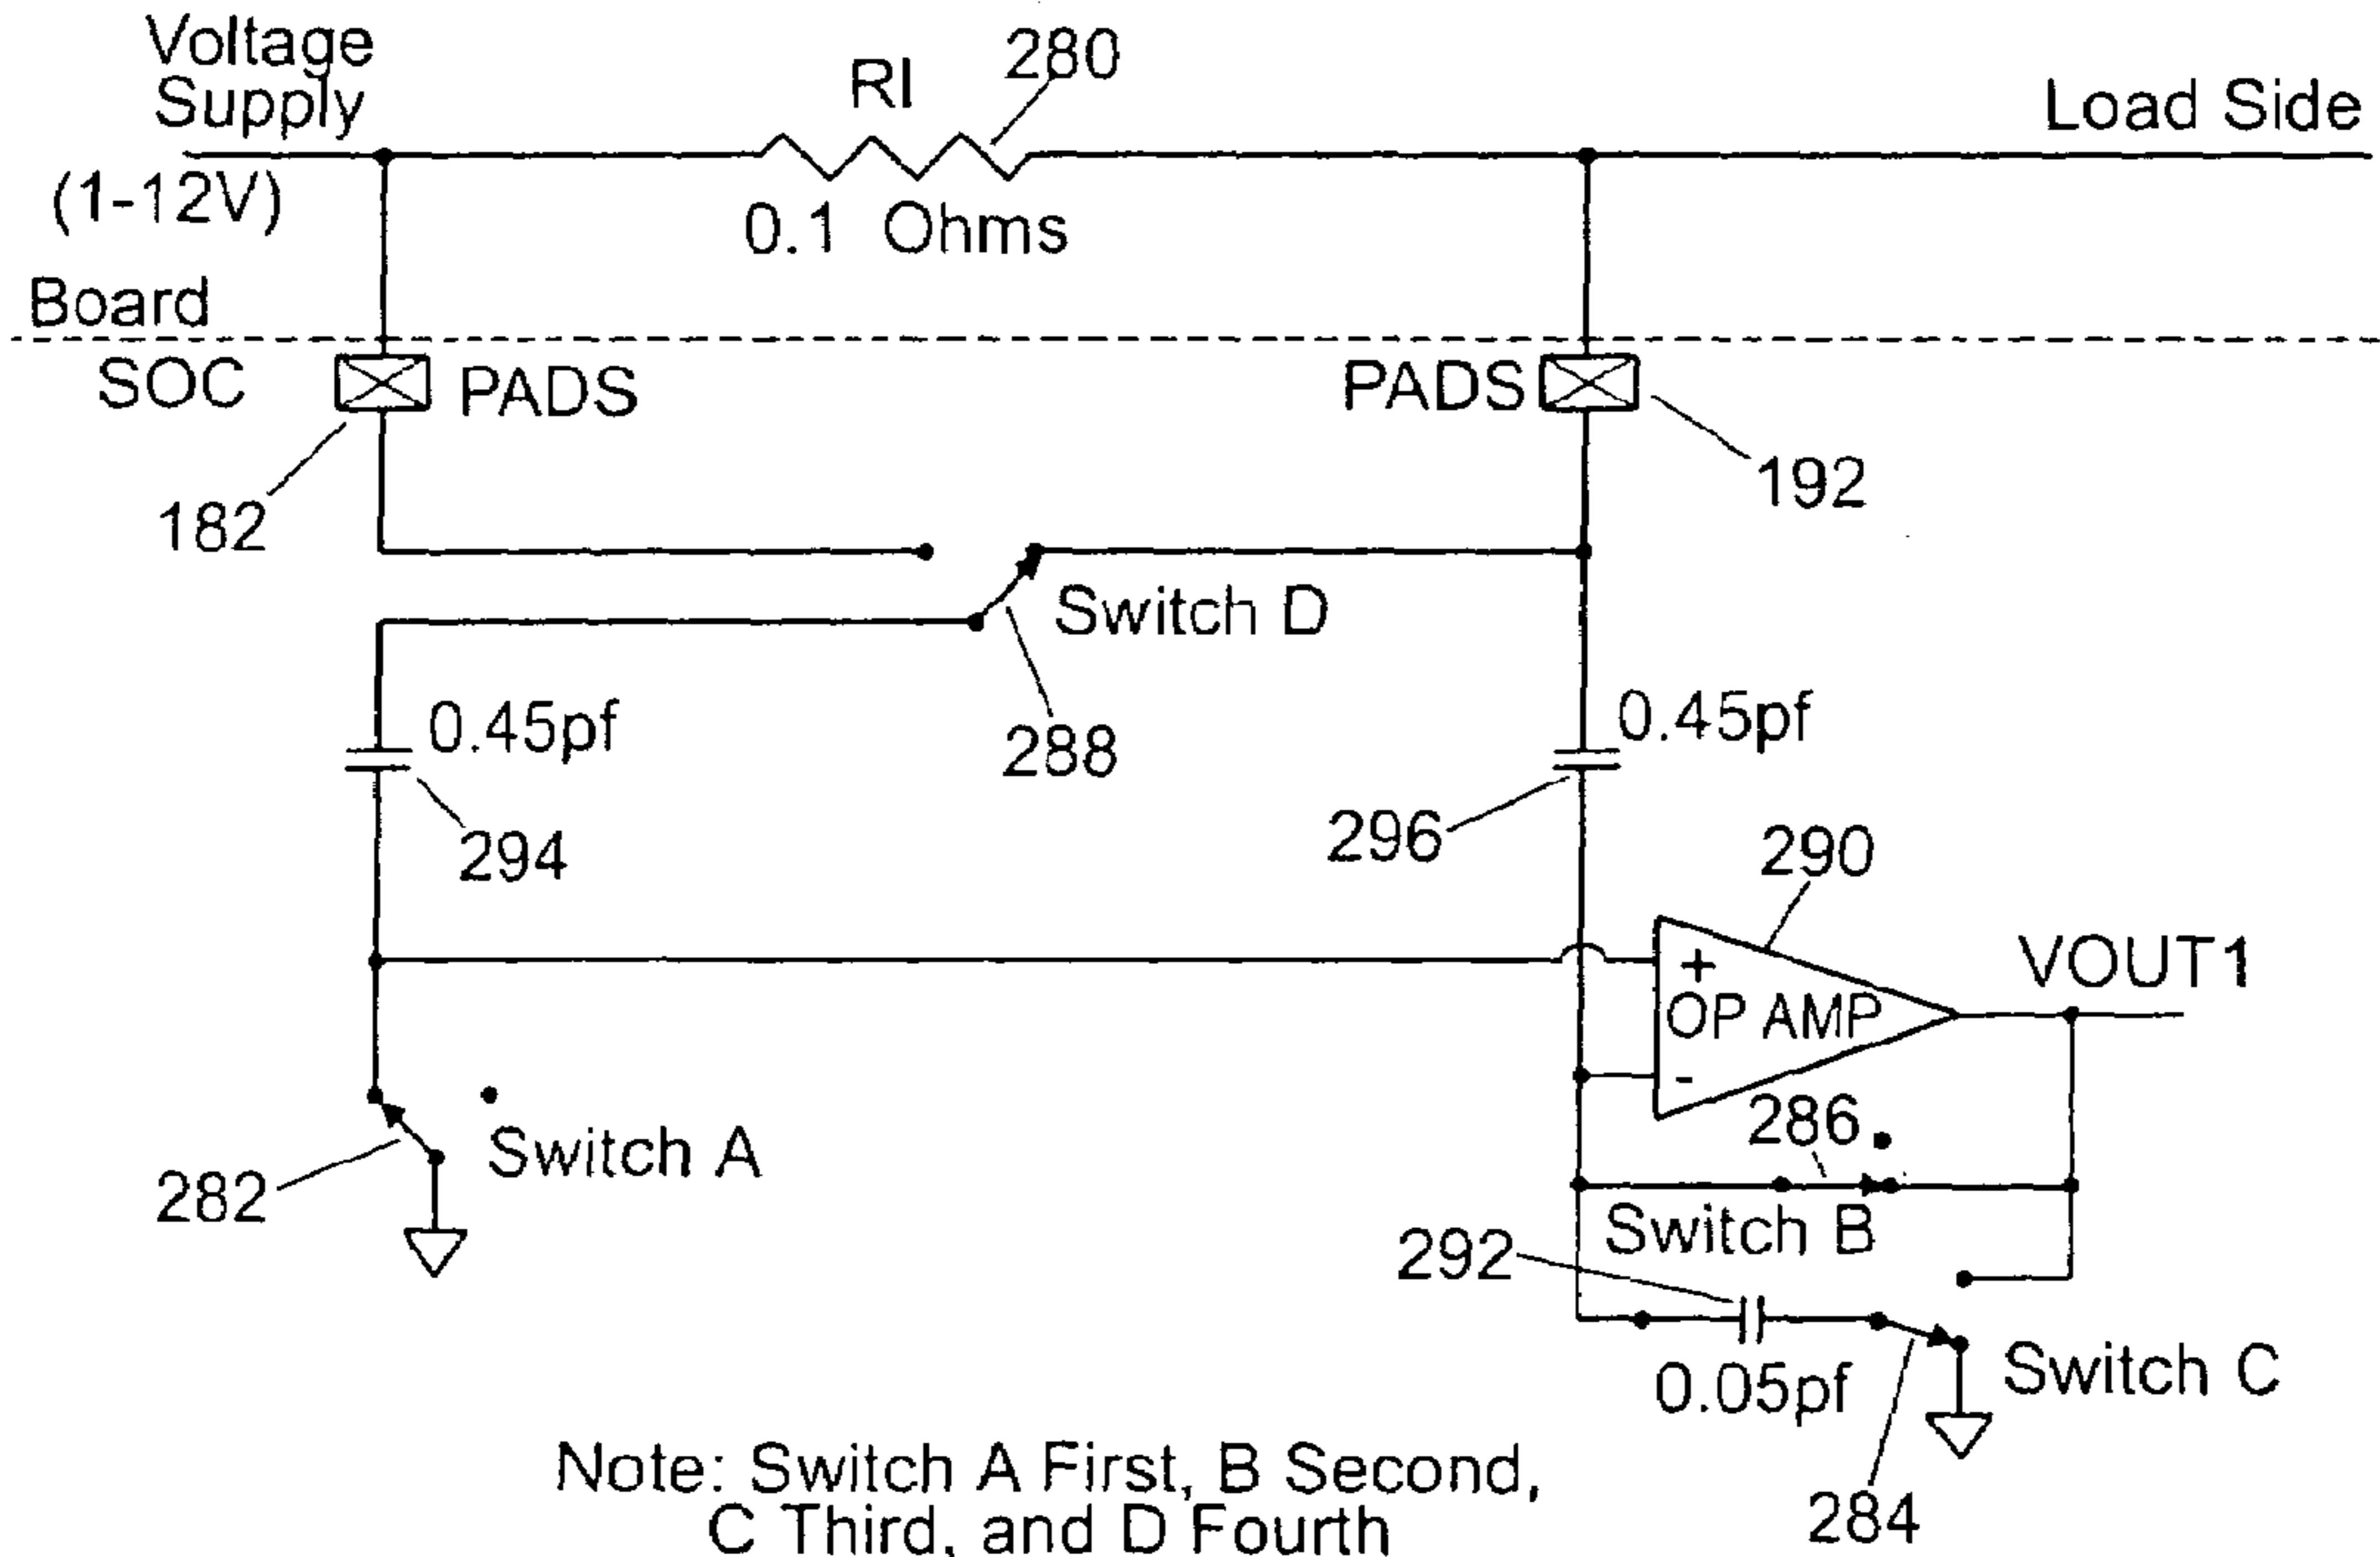 Voltage
Supply
(1-12V)
RI
280
0.1 Ohms
Load Side
Board
SOC
PADS
182
PADS
192
Switch D
288
0.45pf
294
0.45pf
296
290
+
OP AMP
-
VOUT1
Switch A
282
286
Switch B
292
0.05pf
Switch C
284
Note: Switch A First, B Second,
C Third, and D Fourth